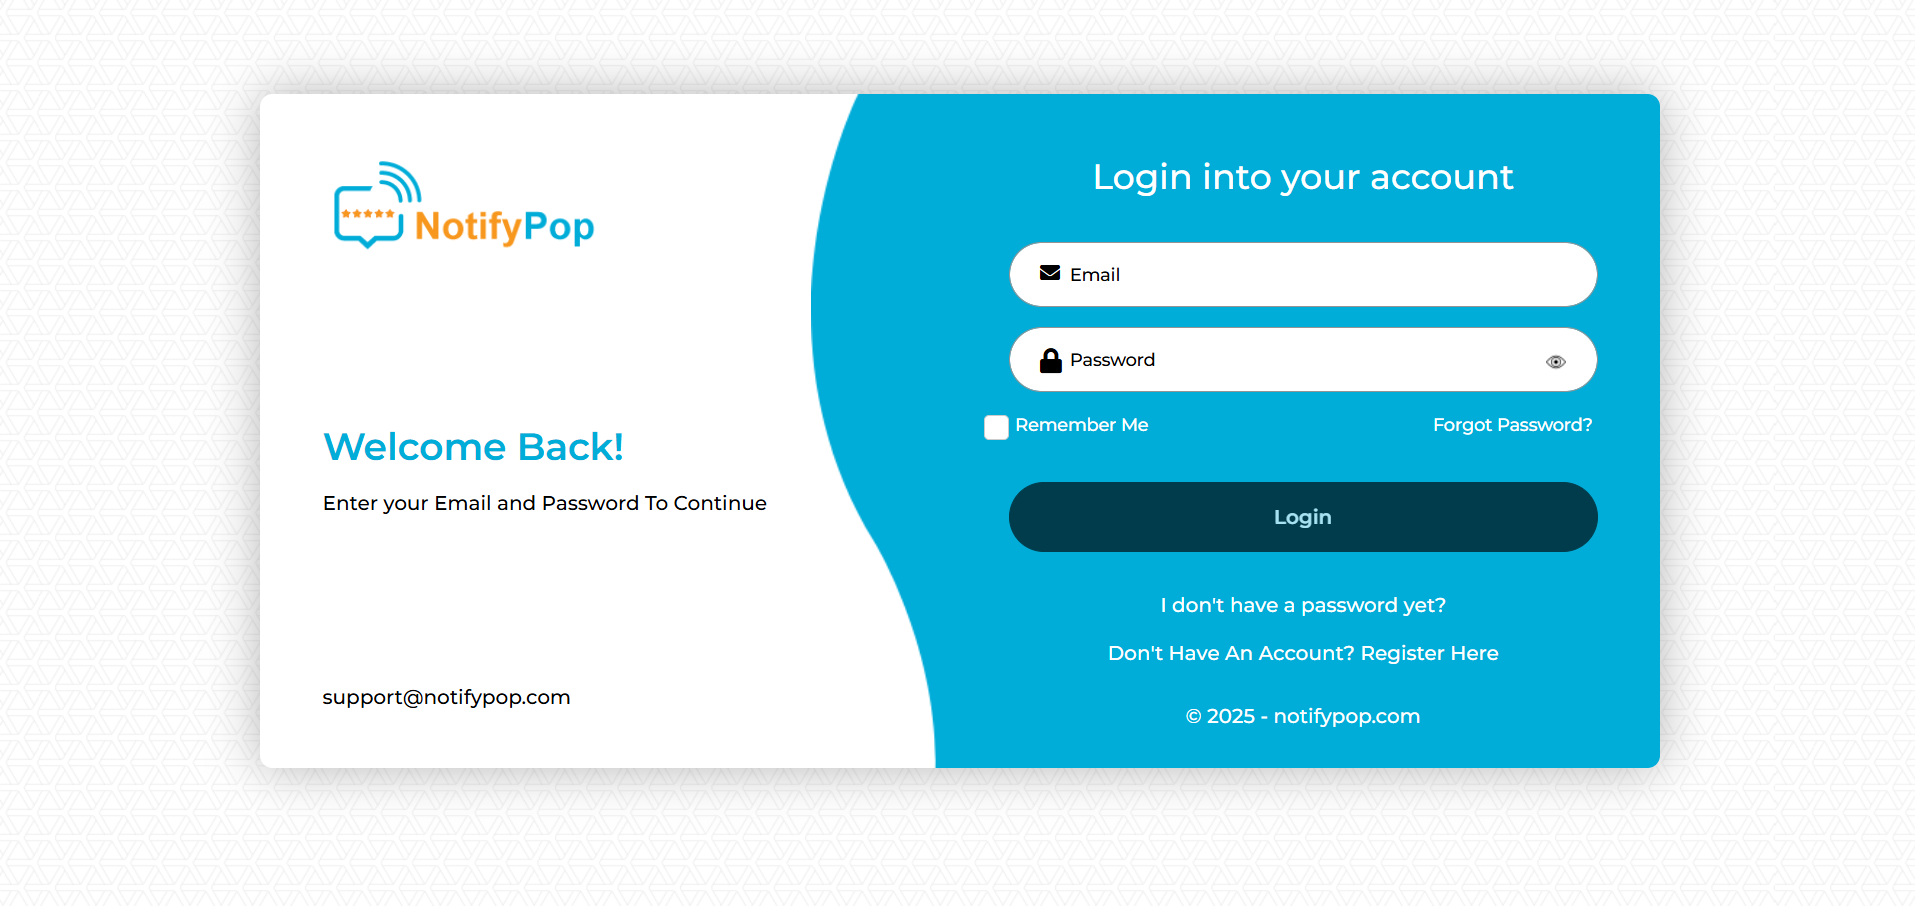 NotifyPop
Welcome Back!
Enter your Email and Password To Continue
support@notifypop.com
Login into your account
Email
Password
Remember Me
Forgot Password?
Login
I don't have a password yet?
Don't Have An Account? Register Here
© 2025 - notifypop.com